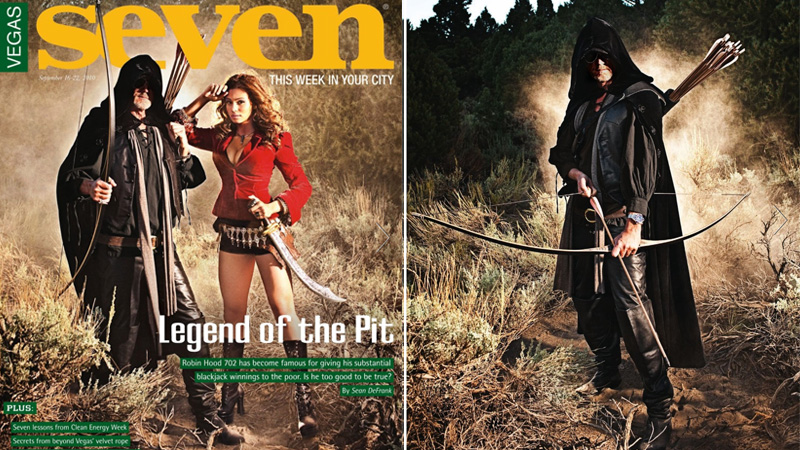 VEGAS
seven
September 16-22, 2010
THIS WEEK IN YOUR CITY
Legend of the Pit
Robin Hood 702 has become famous for giving his substantial
blackjack winnings to the poor. Is he too good to be true?
By Sean DeFrank
PLUS:
Seven lessons from Clean Energy Week
Secrets from beyond Vegas' velvet rope